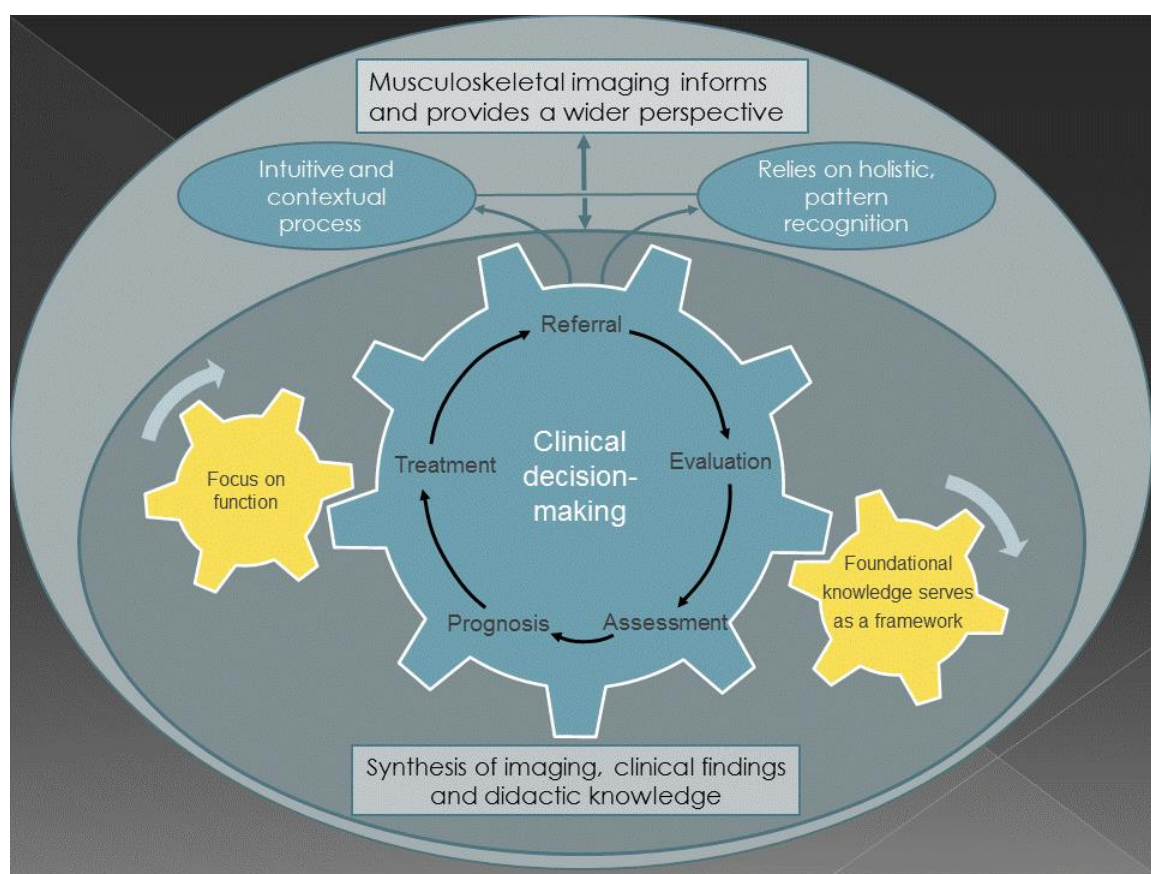 Musculoskeletal imaging informs
and provides a wider perspective
Intuitive and
contextual
process
Relies on holistic,
pattern
recognition
Referral
Evaluation
Assessment
Prognosis
Treatment
Clinical
decision-
making
Focus on
function
Foundational
knowledge serves
as a framework
Synthesis of imaging, clinical findings
and didactic knowledge